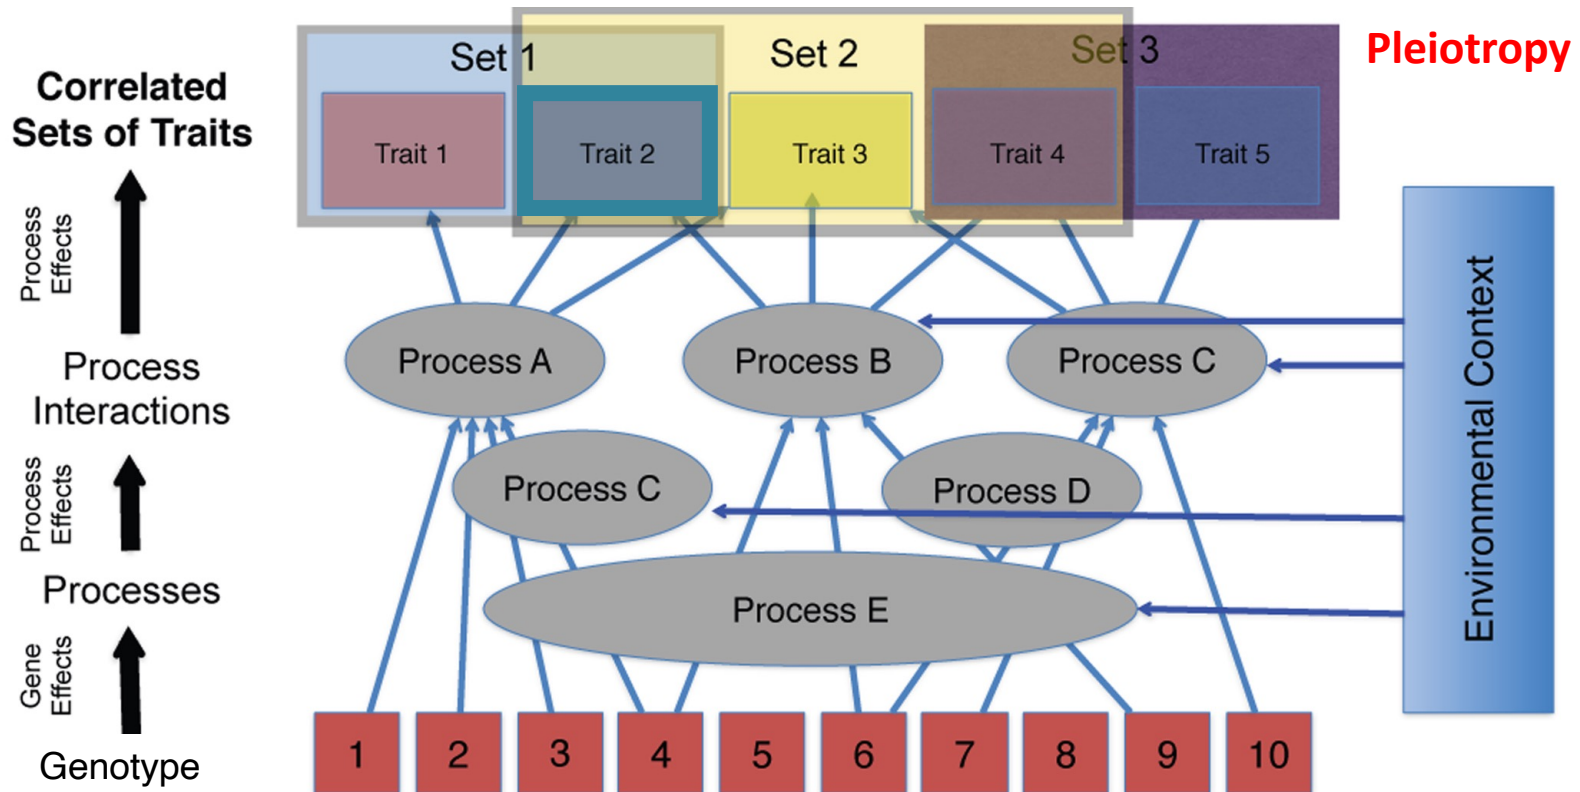 Pleiotropy
Set 1
Set 2
Set 3
Correlated
Sets of Traits
Trait 1
Trait 2
Trait 3
Trait 4
Trait 5
Process
Effects
Process
Interactions
Process A
Process B
Process C
Environmental Context
Process
Effects
Process C
Process D
Processes
Process E
Gene
Effects
Genotype
1
2
3
4
5
6
7
8
9
10